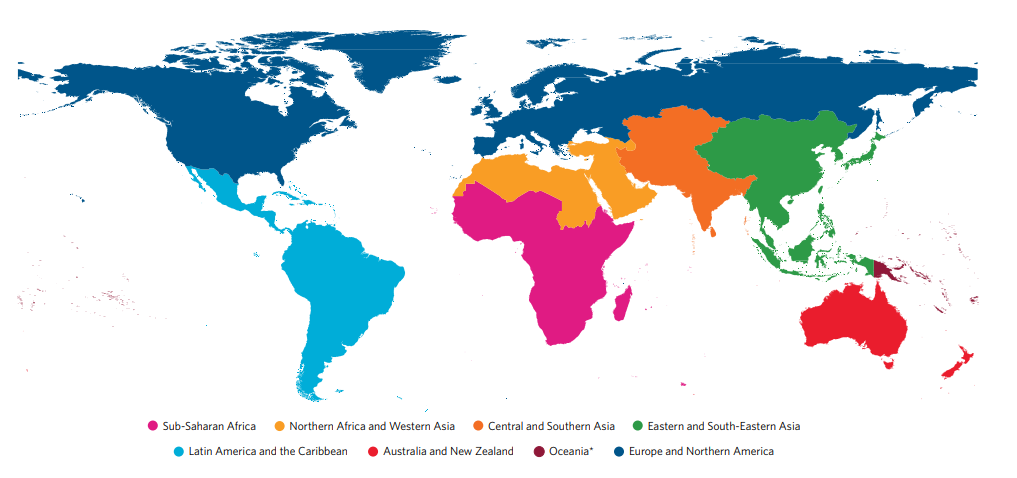 Sub-Saharan Africa Northern Africa and Western Asia Central and Southern Asia Eastern and South-Eastern Asia
Latin America and the Caribbean Australia and New Zealand Oceania* Europe and Northern America